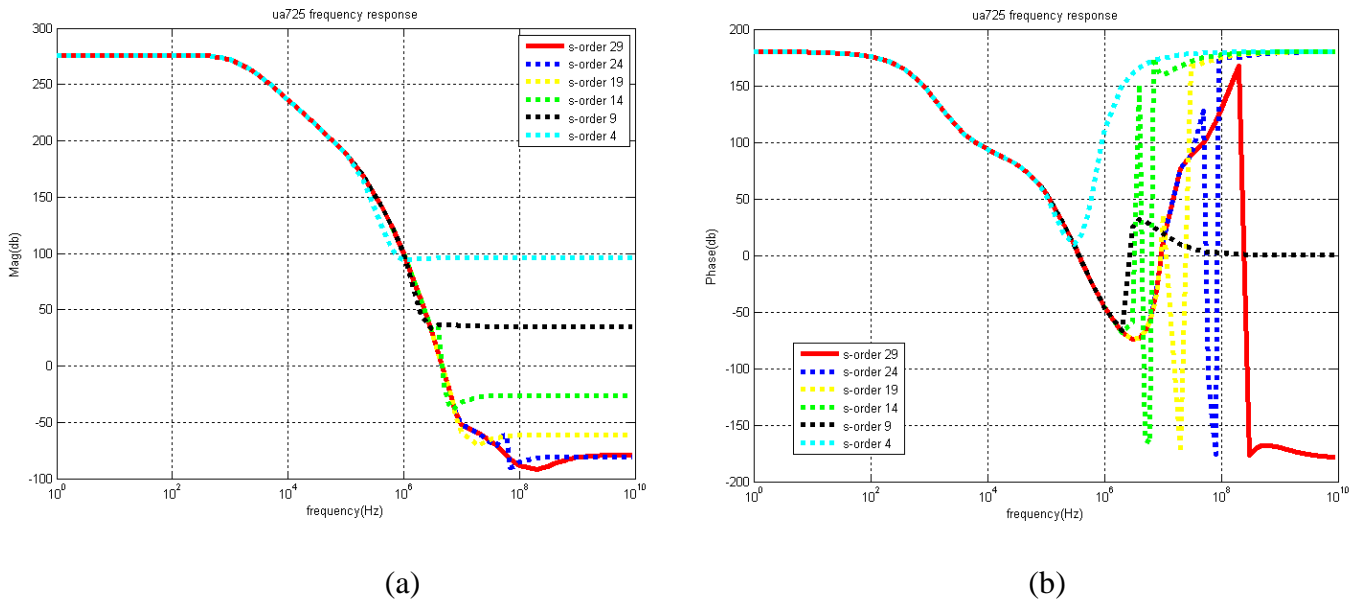 ua725 frequency response
300
250
200
150
100
50
0
-50
-100
Mag(db)
10^0
10^2
10^4
10^6
10^8
10^10
frequency(Hz)
s-order 29
s-order 24
s-order 19
s-order 14
s-order 9
s-order 4
(a)
ua725 frequency response
200
150
100
50
0
-50
-100
-150
-200
Phase(db)
s-order 29
s-order 24
s-order 19
s-order 14
s-order 9
s-order 4
10^0
10^2
10^4
10^6
10^8
10^10
frequency(Hz)
(b)